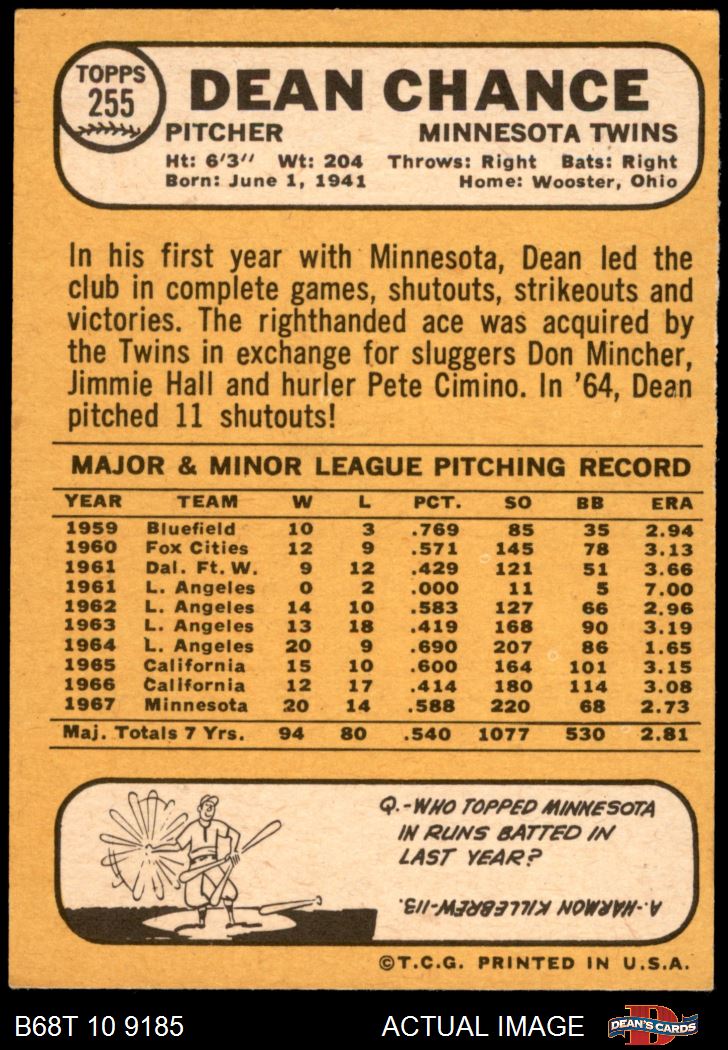 TOPPS
255
DEAN CHANCE
PITCHER MINNESOTA TWINS
Ht: 6'3" Wt: 204 Throws: Right Bats: Right
Born: June 1, 1941 Home: Wooster, Ohio
In his first year with Minnesota, Dean led the
club in complete games, shutouts, strikeouts and
victories. The righthanded ace was acquired by
the Twins in exchange for sluggers Don Mincher,
Jimmie Hall and hurler Pete Cimino. In '64, Dean
pitched 11 shutouts!
MAJOR & MINOR LEAGUE PITCHING RECORD
YEAR TEAM W L PCT. SO BB ERA
1959 Bluefield 10 3 .769 85 35 2.94
1960 Fox Cities 12 9 .571 145 78 3.13
1961 Dal. Ft. W. 9 12 .429 121 51 3.66
1961 L. Angeles 0 2 .000 11 5 7.00
1962 L. Angeles 14 10 .583 127 66 2.96
1963 L. Angeles 13 18 .419 168 90 3.19
1964 L. Angeles 20 9 .690 207 86 1.65
1965 California 15 10 .600 164 101 3.15
1966 California 12 17 .414 180 114 3.08
1967 Minnesota 20 14 .588 220 68 2.73
Maj. Totals 7 Yrs. 94 80 .540 1077 530 2.81
Q.-WHO TOPPED MINNESOTA
IN RUNS BATTED IN
LAST YEAR?
A.-HARMON KILLEBREW-113.
©T.C.G. PRINTED IN U.S.A.
B68T 10 9185 ACTUAL IMAGE DEAN'S CARDS